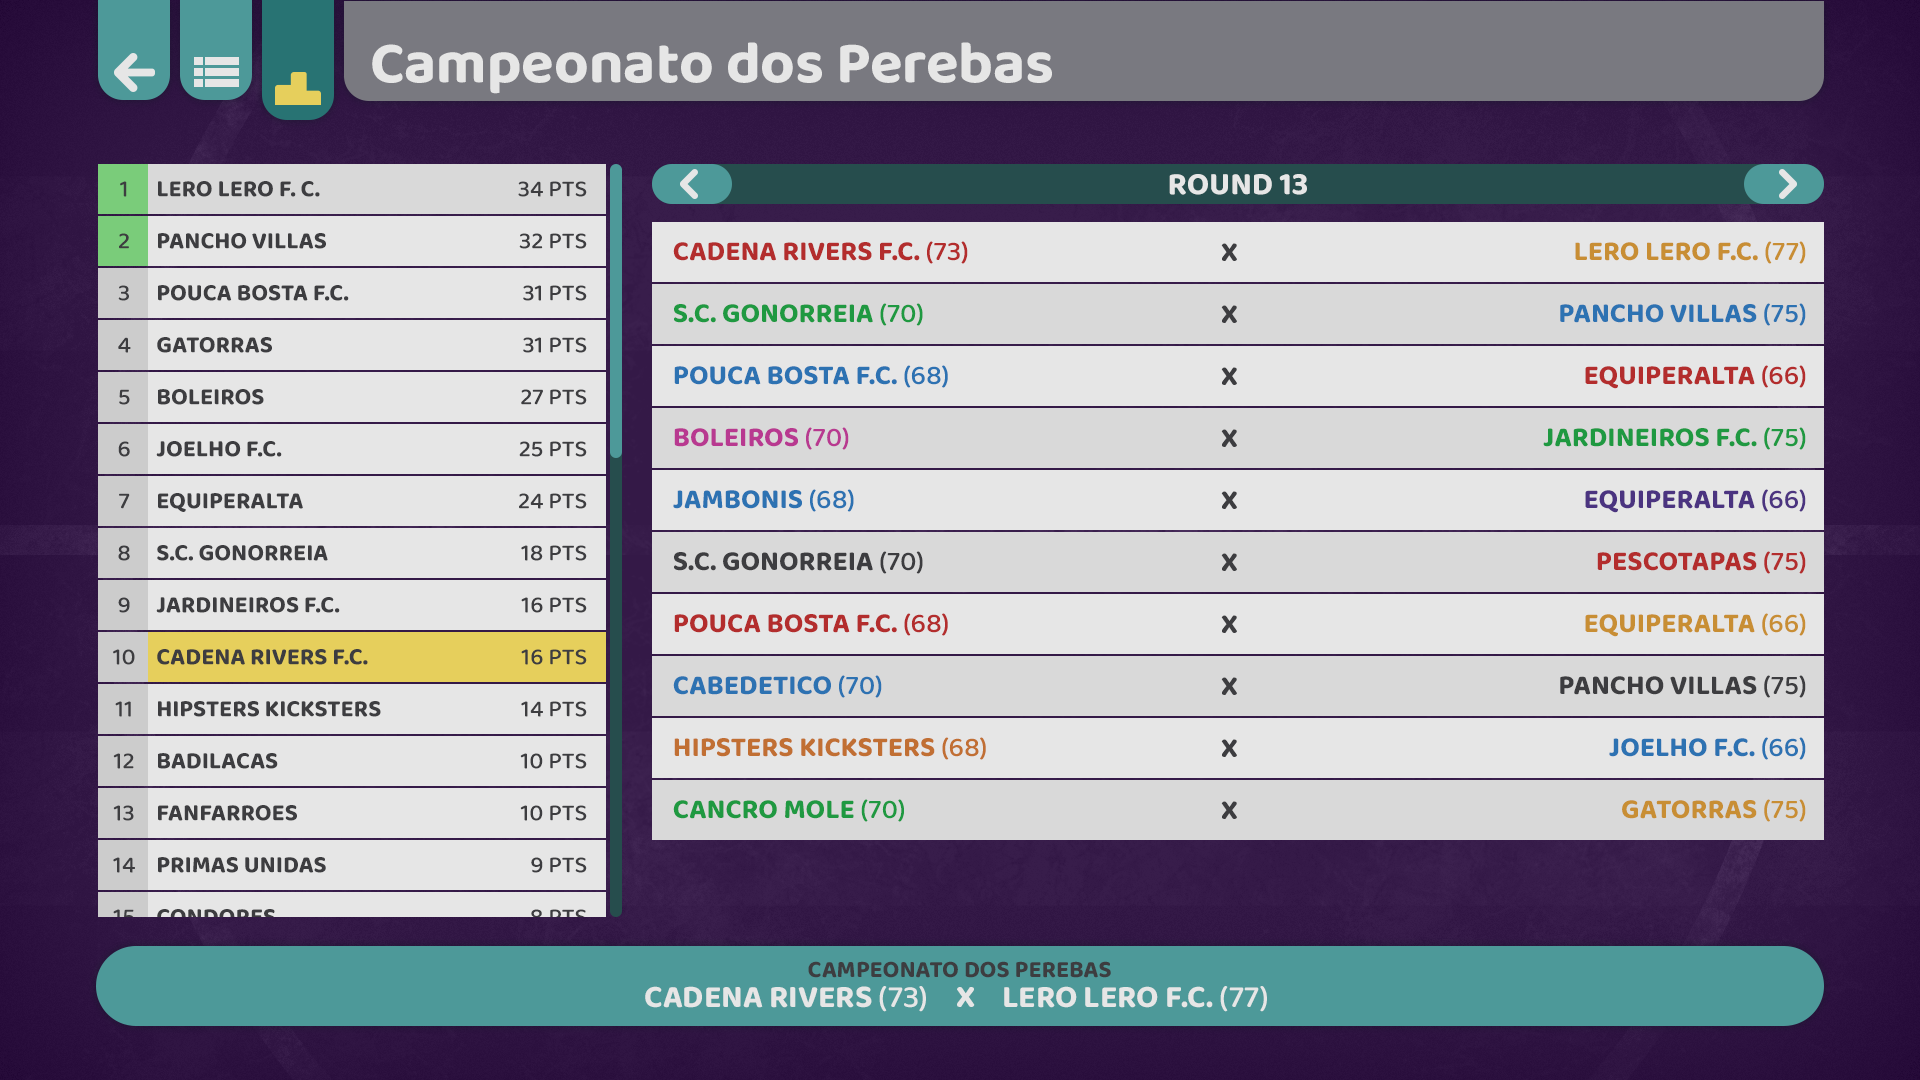 Campeonato dos Perebas
1 LERO LERO F. C. 34 PTS
2 PANCHO VILLAS 32 PTS
3 POUCA BOSTA F.C. 31 PTS
4 GATORRAS 31 PTS
5 BOLEIROS 27 PTS
6 JOELHO F.C. 25 PTS
7 EQUIPERALTA 24 PTS
8 S.C. GONORREIA 18 PTS
9 JARDINEIROS F.C. 16 PTS
10 CADENA RIVERS F.C. 16 PTS
11 HIPSTERS KICKSTERS 14 PTS
12 BADILACAS 10 PTS
13 FANFARROES 10 PTS
14 PRIMAS UNIDAS 9 PTS
15 CONDORES 8 PTS
ROUND 13
CADENA RIVERS F.C. (73) X LERO LERO F.C. (77)
S.C. GONORREIA (70) X PANCHO VILLAS (75)
POUCA BOSTA F.C. (68) X EQUIPERALTA (66)
BOLEIROS (70) X JARDINEIROS F.C. (75)
JAMBONIS (68) X EQUIPERALTA (66)
S.C. GONORREIA (70) X PESCOTAPAS (75)
POUCA BOSTA F.C. (68) X EQUIPERALTA (66)
CABEDETICO (70) X PANCHO VILLAS (75)
HIPSTERS KICKSTERS (68) X JOELHO F.C. (66)
CANCRO MOLE (70) X GATORRAS (75)
CAMPEONATO DOS PEREBAS
CADENA RIVERS (73) X LERO LERO F.C. (77)